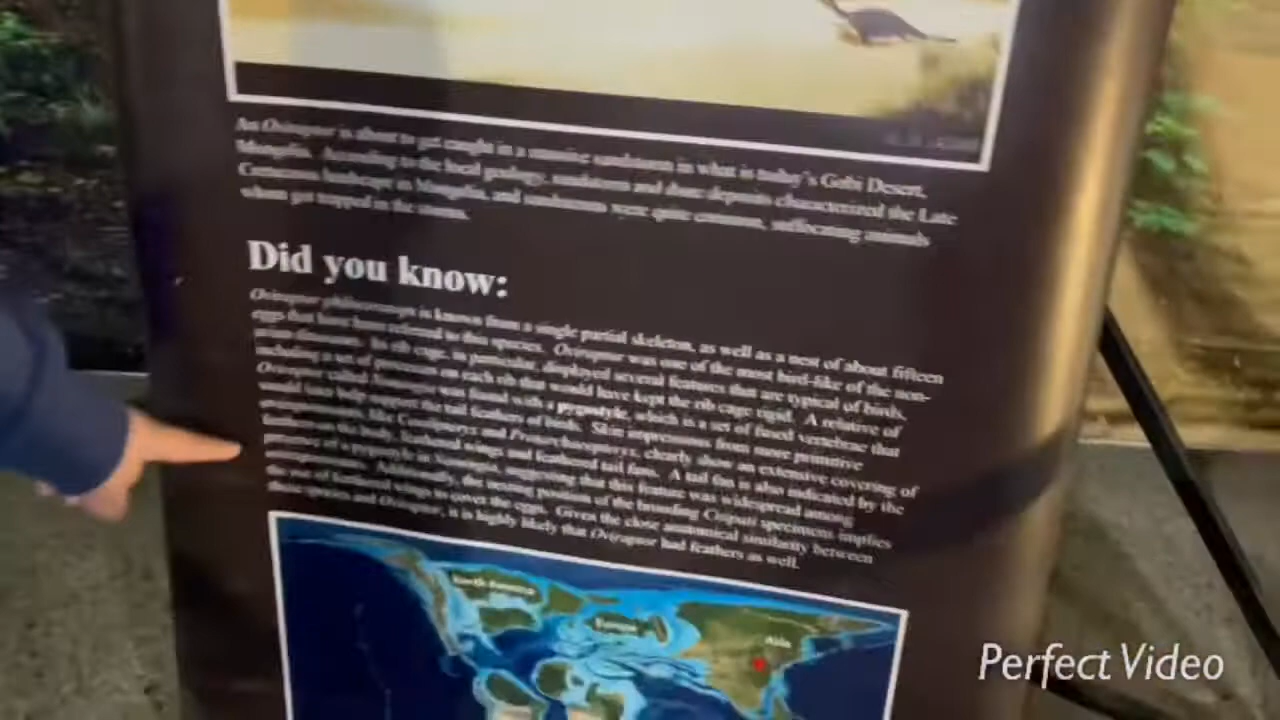 An Oviraptor is about to get caught in a massive sandstorm in what is today's Gobi Desert,
Mongolia. According to the local geology, sandstorms and dune deposits characterized the Late
Cretaceous landscape in Mongolia, and sandstorms were quite common, suffocating animals
whom got trapped in the storms.
Did you know:
Oviraptor philoceratops is known from a single partial skeleton, as well as a nest of about fifteen
eggs that have been referred to this species. Oviraptor was one of the most bird-like of the non-
avian dinosaurs. Its rib cage, in particular, displayed several features that are typical of birds,
including a set of processes on each rib that would have kept the rib cage rigid. A relative of
Oviraptor called Nomingia was found with a pygostyle, which is a set of fused vertebrae that
would later help support the tail feathers of birds. Skin impressions from more primitive
oviraptorosaurs, like Caudipteryx and Protarchaeopteryx, clearly show an extensive covering of
feathers on the body, feathered wings and feathered tail fans. A tail fan is also indicated by the
presence of a pygostyle in Nomingia, suggesting that this feature was widespread among
oviraptorosaurs. Additionally, the nesting position of the brooding Citipati specimens implies
the use of feathered wings to cover the eggs. Given the close anatomical similarity between
these species and Oviraptor, it is highly likely that Oviraptor had feathers as well.
North America
Europe
Asia
Perfect Video